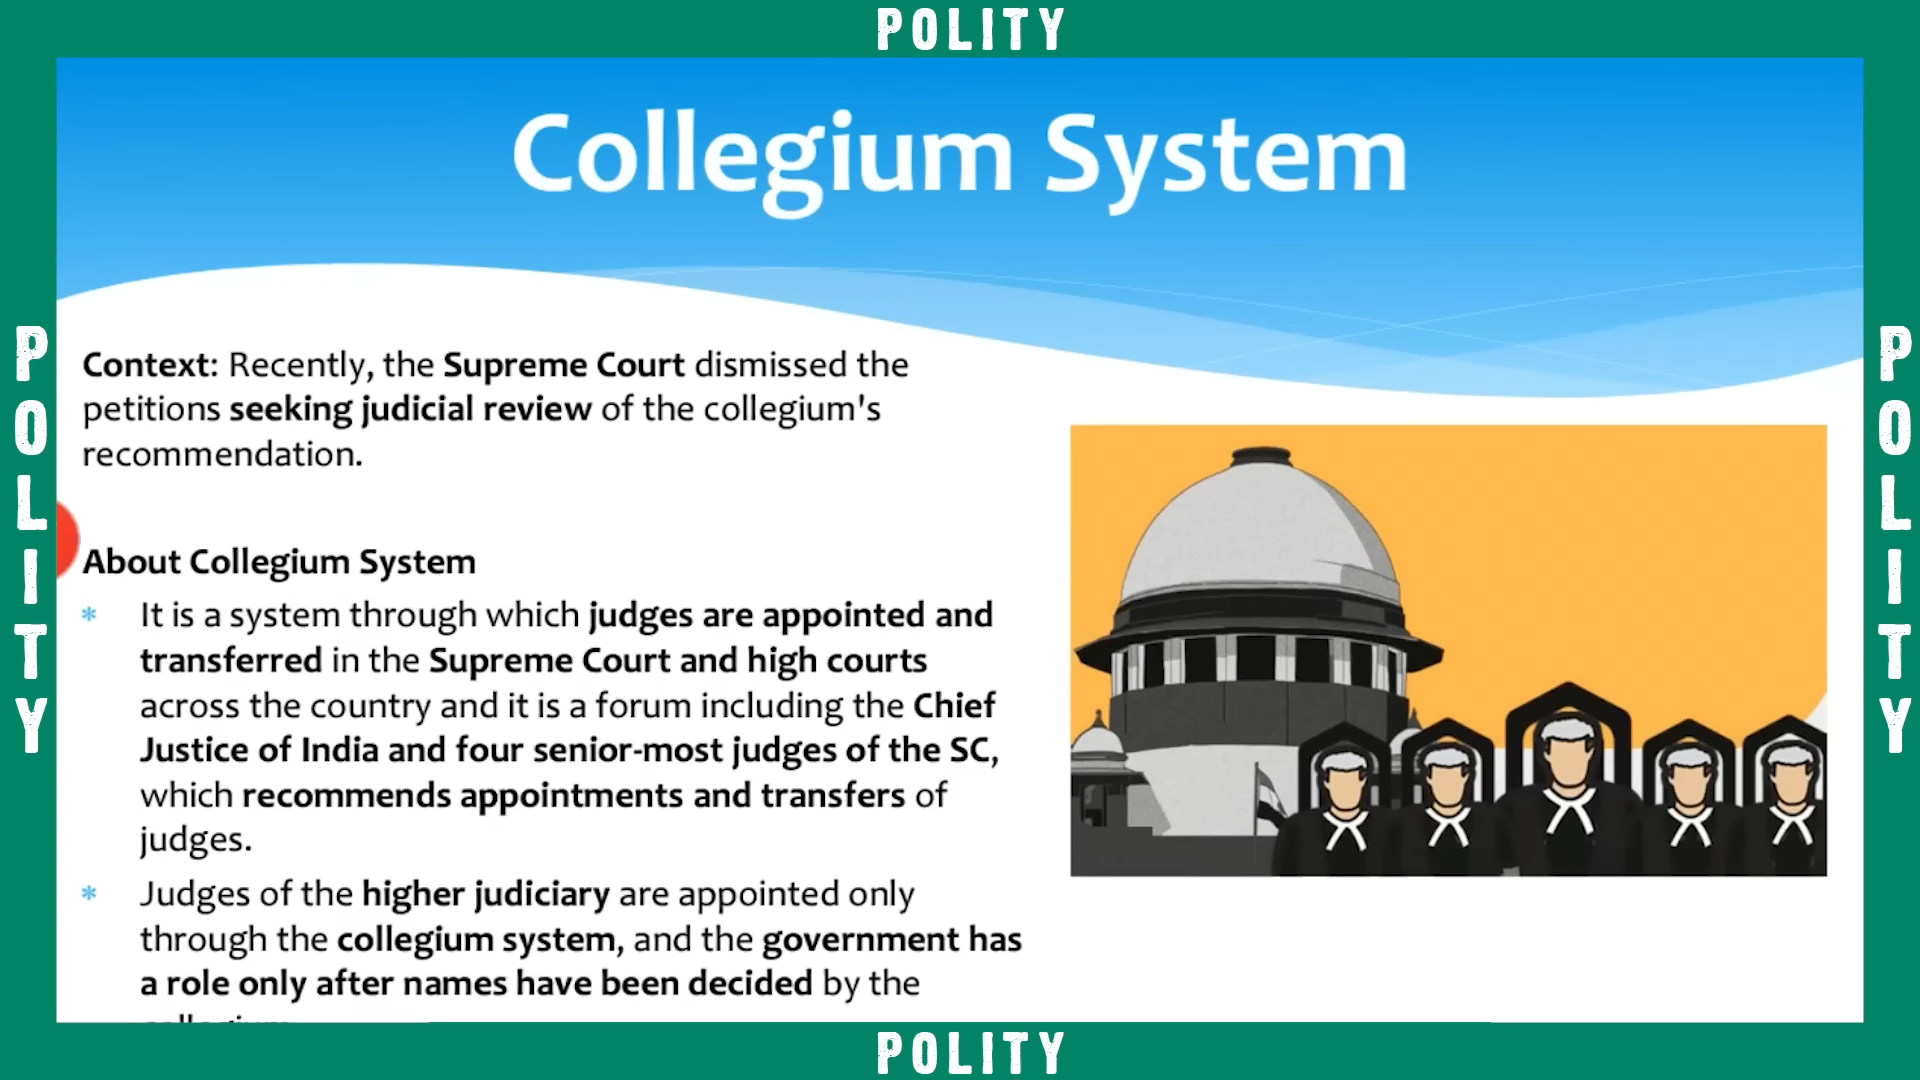 POLITY
Collegium System
POLITY
Context: Recently, the Supreme Court dismissed the
petitions seeking judicial review of the collegium's
recommendation.
About Collegium System
* It is a system through which judges are appointed and
transferred in the Supreme Court and high courts
across the country and it is a forum including the Chief
Justice of India and four senior-most judges of the SC,
which recommends appointments and transfers of
judges.
* Judges of the higher judiciary are appointed only
through the collegium system, and the government has
a role only after names have been decided by the
POLITY
POLITY